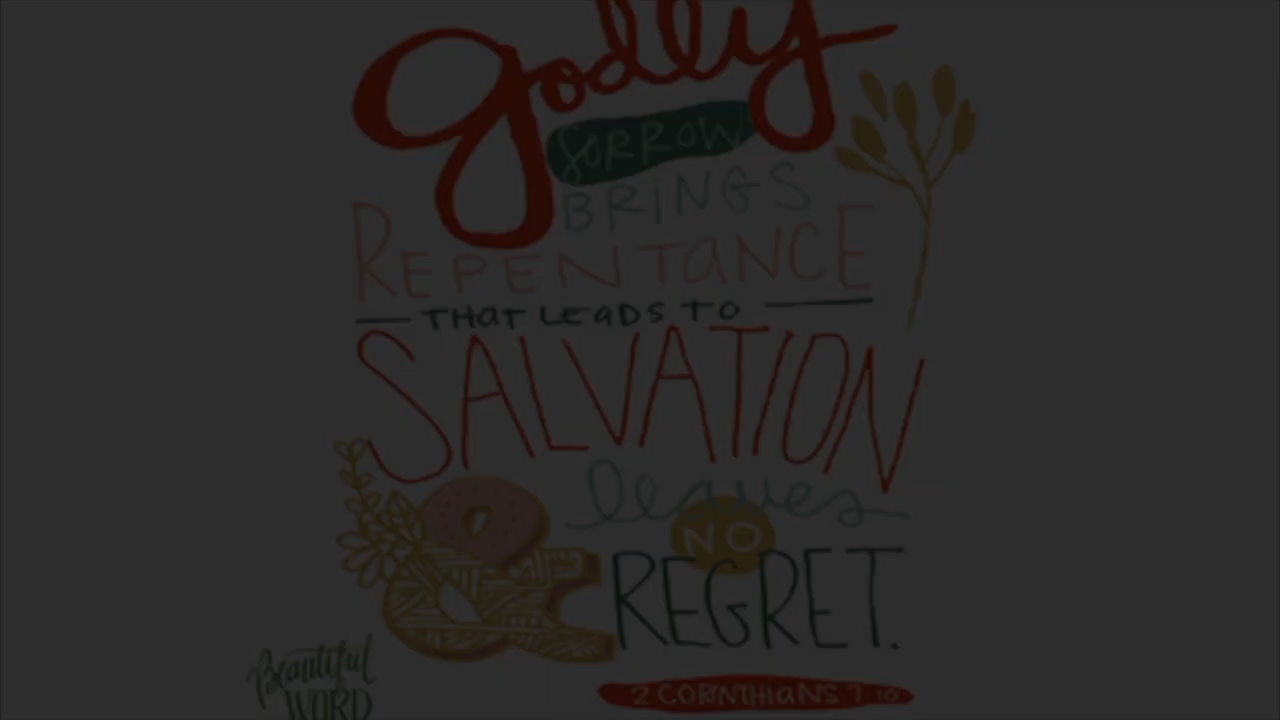 godly
SORROW
BRINGS
REPENTANCE
THAT LEADS TO
SALVATION
leaves
NO
& REGRET.
2 CORINTHIANS 7:10
Beautiful
WORD